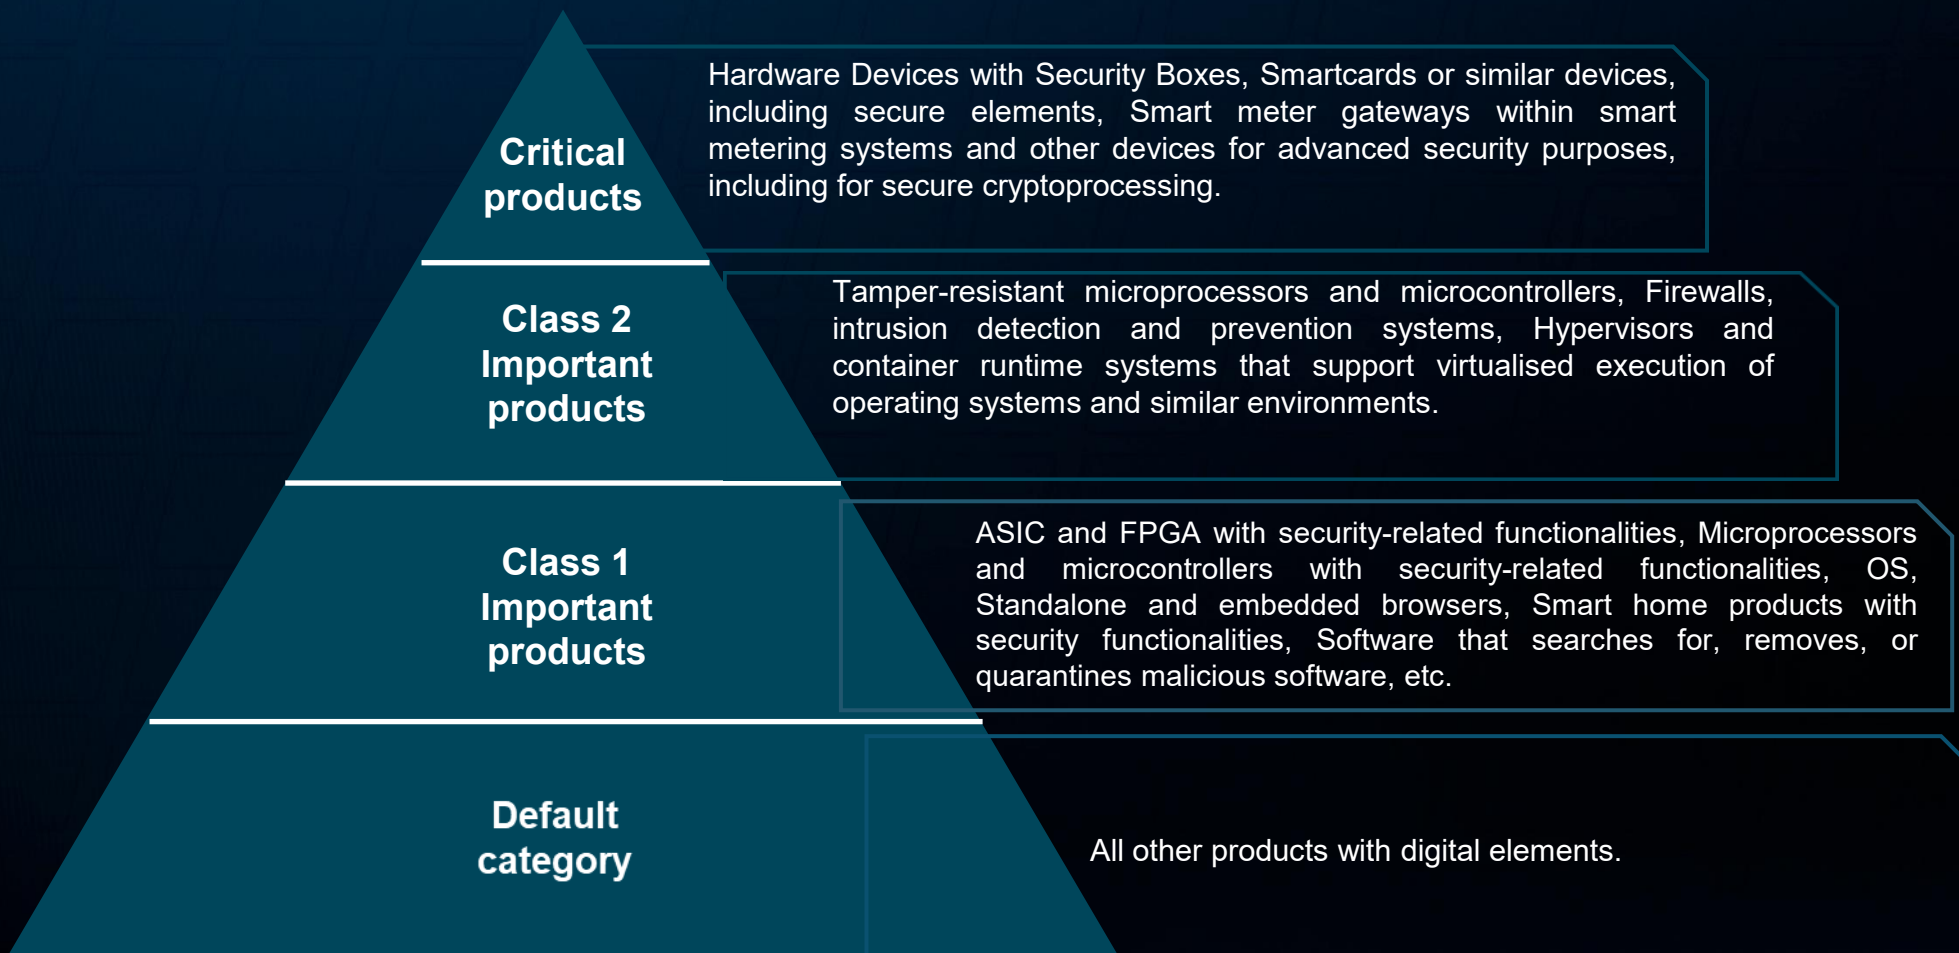 Critical
products
Hardware Devices with Security Boxes, Smartcards or similar devices,
including secure elements, Smart meter gateways within smart
metering systems and other devices for advanced security purposes,
including for secure cryptoprocessing.
Class 2
Important
products
Tamper-resistant microprocessors and microcontrollers, Firewalls,
intrusion detection and prevention systems, Hypervisors and
container runtime systems that support virtualised execution of
operating systems and similar environments.
Class 1
Important
products
ASIC and FPGA with security-related functionalities, Microprocessors
and microcontrollers with security-related functionalities, OS,
Standalone and embedded browsers, Smart home products with
security functionalities, Software that searches for, removes, or
quarantines malicious software, etc.
Default
category
All other products with digital elements.